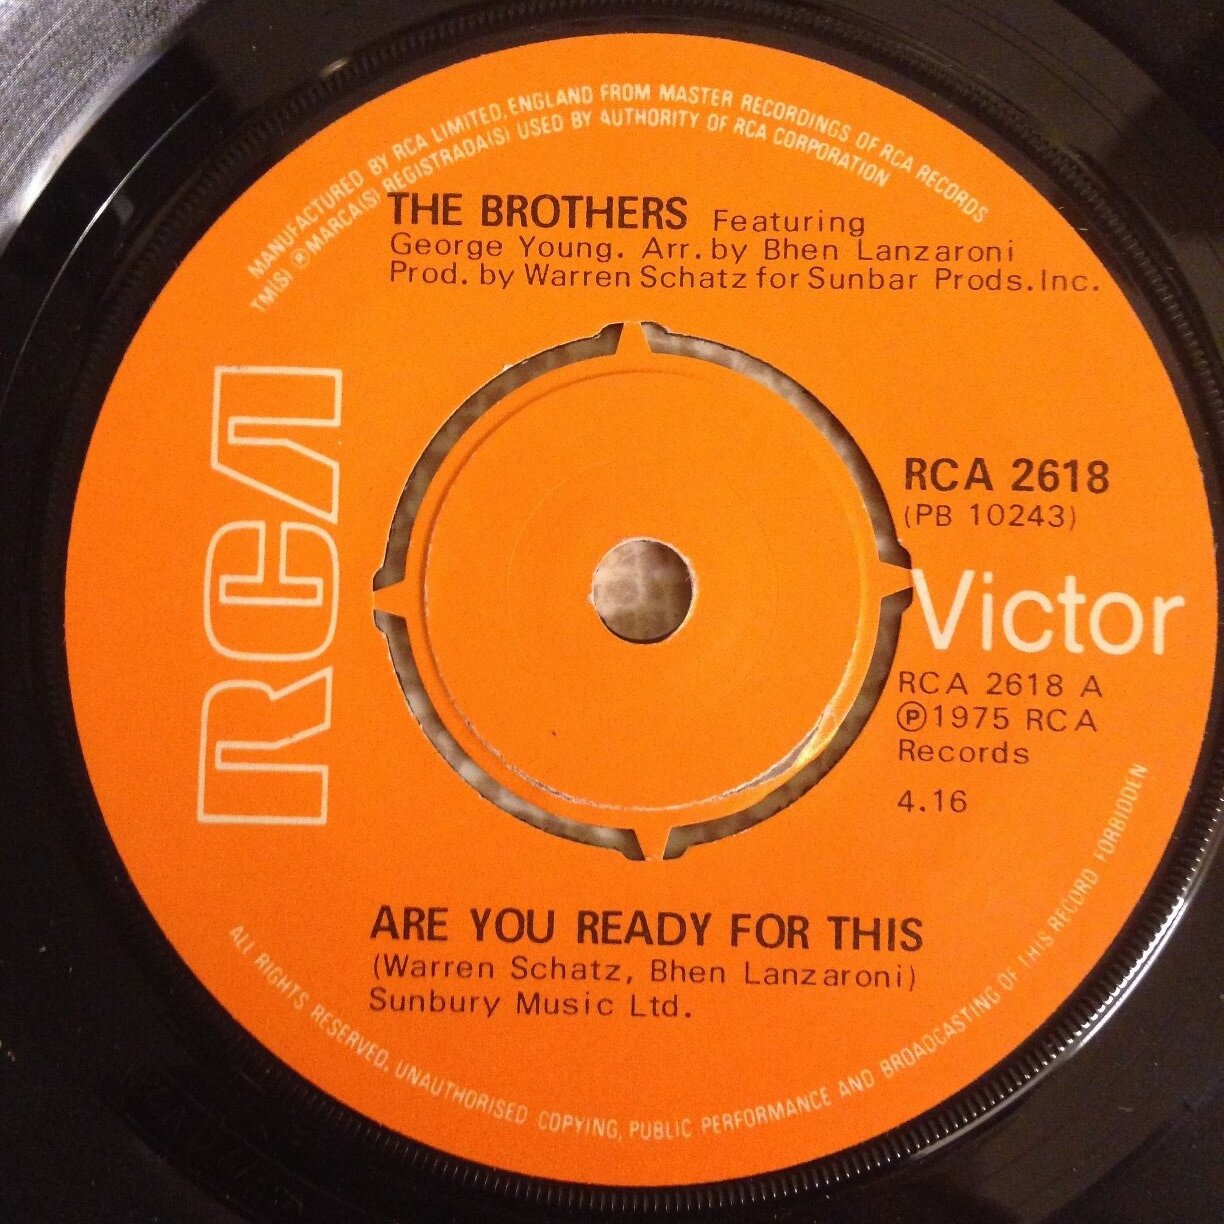 MANUFACTURED BY RCA LIMITED, ENGLAND FROM MASTER RECORDINGS OF RCA RECORDS
TM(S) ® MARCA(S) REGISTRADA(S) USED BY AUTHORITY OF RCA CORPORATION
THE BROTHERS Featuring
George Young. Arr. by Bhen Lanzaroni
Prod. by Warren Schatz for Sunbar Prods. Inc.
RCA
RCA 2618
(PB 10243)
Victor
RCA 2618 A
℗1975 RCA
Records
4.16
ARE YOU READY FOR THIS
(Warren Schatz, Bhen Lanzaroni)
Sunbury Music Ltd.
ALL RIGHTS RESERVED, UNAUTHORISED COPYING, PUBLIC PERFORMANCE AND BROADCASTING OF THIS RECORD FORBIDDEN